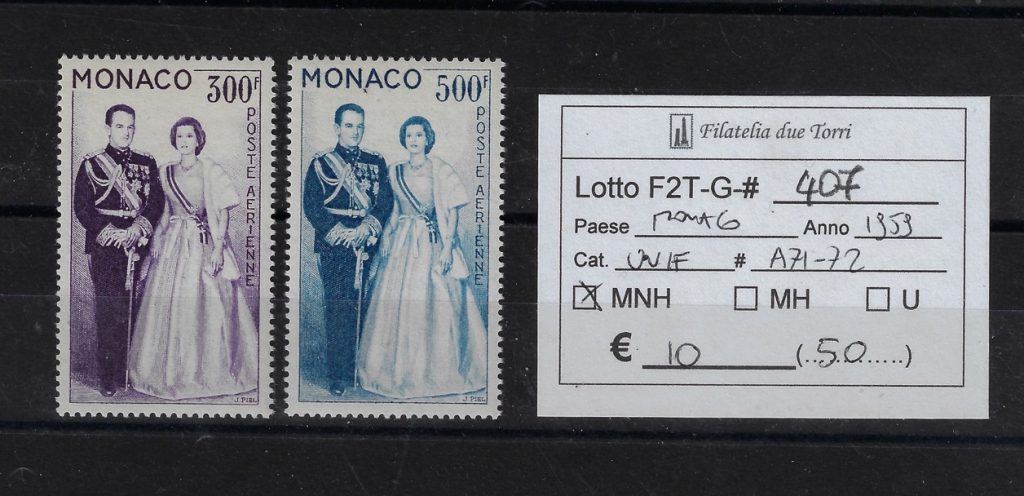 MONACO
300F
POSTE AERIENNE
J. PIEL
MONACO
500F
POSTE AERIENNE
J. PIEL
Filatelia due Torri
Lotto F2T-G-# 407
Paese Anno 1959
Cat. UNIF # A71-72
☒ MNH ☐ MH ☐ U
€ 10 (..50.....)